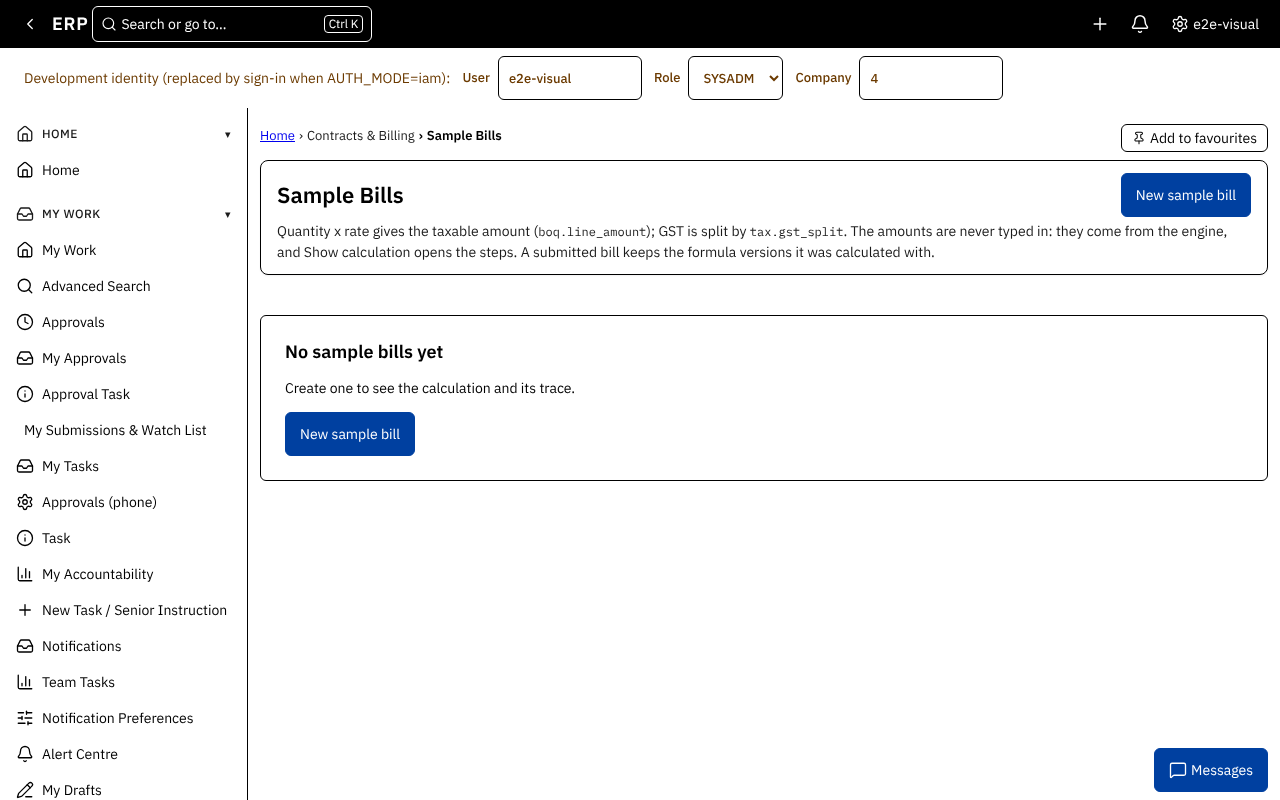 ERP
Search or go to...
Ctrl K
e2e-visual
Development identity (replaced by sign-in when AUTH_MODE=iam):
User
e2e-visual
Role
SYSADM
Company
4
HOME
Home
MY WORK
My Work
Advanced Search
Approvals
My Approvals
Approval Task
My Submissions & Watch List
My Tasks
Approvals (phone)
Task
My Accountability
New Task / Senior Instruction
Notifications
Team Tasks
Notification Preferences
Alert Centre
My Drafts
Home › Contracts & Billing › Sample Bills
Add to favourites
Sample Bills
New sample bill
Quantity x rate gives the taxable amount (boq.line_amount); GST is split by tax.gst_split. The amounts are never typed in: they come from the engine,
and Show calculation opens the steps. A submitted bill keeps the formula versions it was calculated with.
No sample bills yet
Create one to see the calculation and its trace.
New sample bill
Messages